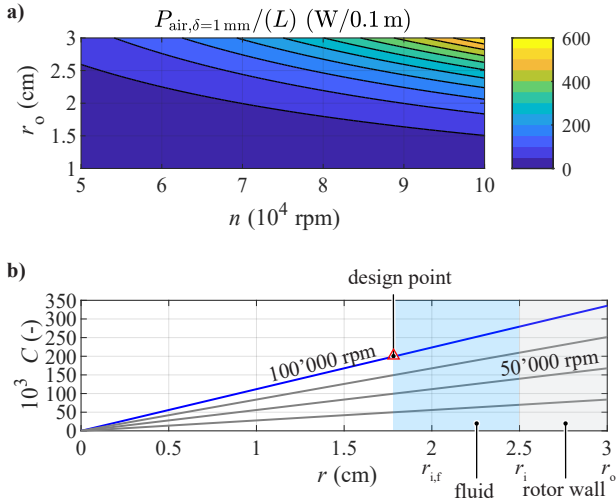 a)
P_air,δ=1 mm/(L) (W/0.1 m)
3
2.5
2
1.5
1
r_o (cm)
5
6
7
8
9
10
n (10^4 rpm)
600
400
200
0
b)
design point
350
300
250
200
150
100
50
0
10^3 C (-)
100’000 rpm
50’000 rpm
0
0.5
1
1.5
2
2.5
3
r (cm)
r_i,f
r_i
r_o
fluid
rotor wall